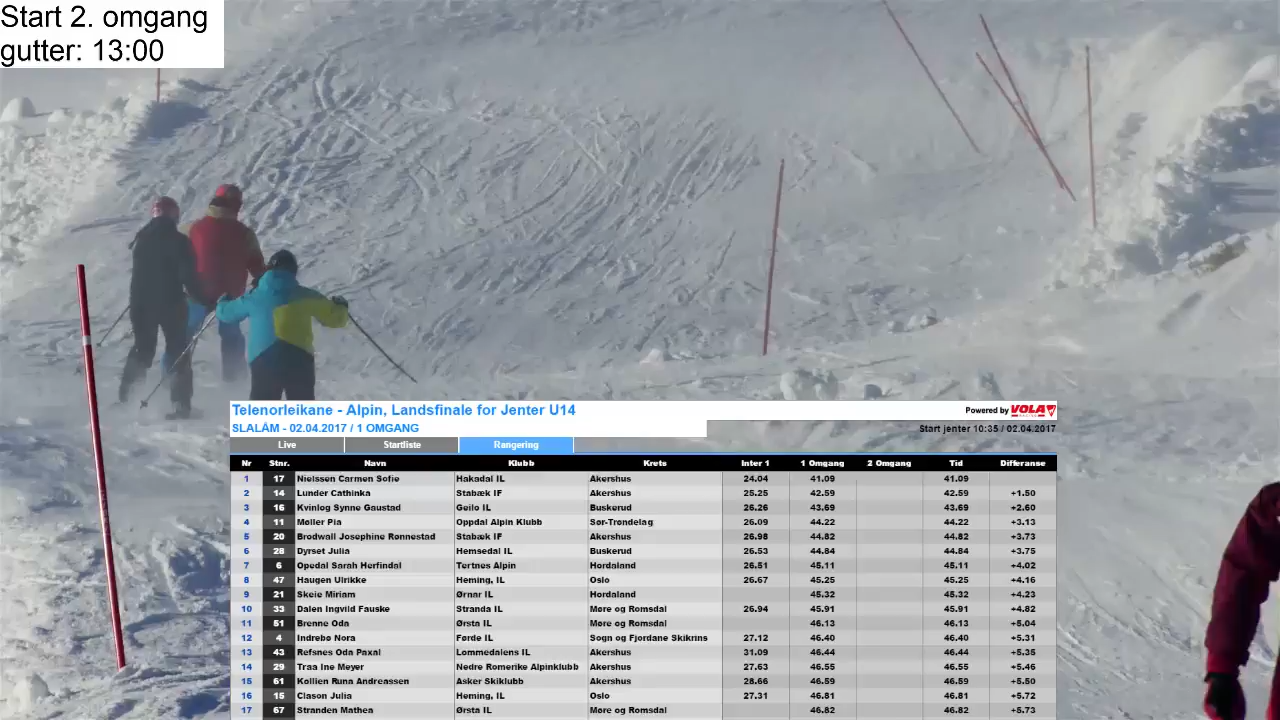 Start 2. omgang
gutter: 13:00
Telenorleikane - Alpin, Landsfinale for Jenter U14
Powered by VOLA RACING
SLALÅM - 02.04.2017 / 1 OMGANG
Start jenter 10:35 / 02.04.2017
Live Startliste Rangering
Nr Stnr. Navn Klubb Krets Inter 1 1 Omgang 2 Omgang Tid Differanse
1 17 Nielssen Carmen Sofie Hakadal IL Akershus 24.04 41.09 41.09
2 14 Lunder Cathinka Stabæk IF Akershus 25.25 42.59 42.59 +1.50
3 16 Kvinlog Synne Gaustad Geilo IL Buskerud 26.26 43.69 43.69 +2.60
4 11 Møller Pia Oppdal Alpin Klubb Sør-Trøndelag 26.09 44.22 44.22 +3.13
5 20 Brodwall Josephine Rønnestad Stabæk IF Akershus 26.98 44.82 44.82 +3.73
6 28 Dyrset Julia Hemsedal IL Buskerud 26.53 44.84 44.84 +3.75
7 6 Opedal Sarah Herfindal Tertnes Alpin Hordaland 26.51 45.11 45.11 +4.02
8 47 Haugen Ulrikke Heming, IL Oslo 26.67 45.25 45.25 +4.16
9 21 Skeie Miriam Ørnar IL Hordaland 45.32 45.32 +4.23
10 33 Dalen Ingvild Fauske Stranda IL Møre og Romsdal 26.94 45.91 45.91 +4.82
11 51 Brenne Oda Ørsta IL Møre og Romsdal 46.13 46.13 +5.04
12 4 Indrebø Nora Førde IL Sogn og Fjordane Skikrins 27.12 46.40 46.40 +5.31
13 43 Refsnes Oda Paxal Lommedalens IL Akershus 31.09 46.44 46.44 +5.35
14 29 Traa Ine Meyer Nedre Romerike Alpinklubb Akershus 27.63 46.55 46.55 +5.46
15 61 Kollien Runa Andreassen Asker Skiklubb Akershus 28.66 46.59 46.59 +5.50
16 15 Clason Julia Heming, IL Oslo 27.31 46.81 46.81 +5.72
17 67 Stranden Mathea Ørsta IL Møre og Romsdal 46.82 46.82 +5.73